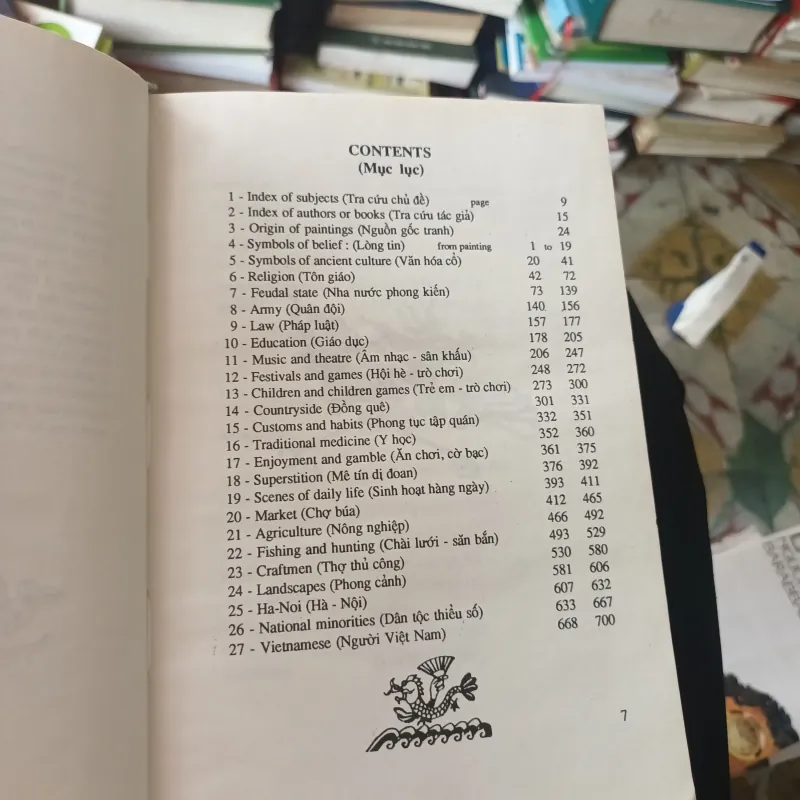 CONTENTS
(Mục lục)
1 - Index of subjects (Tra cứu chủ đề) page 9
2 - Index of authors or books (Tra cứu tác giả) 15
3 - Origin of paintings (Nguồn gốc tranh) 24
4 - Symbols of belief : (Lòng tin) from painting 1 to 19
5 - Symbols of ancient culture (Văn hóa cổ) 20 41
6 - Religion (Tôn giáo) 42 72
7 - Feudal state (Nha nước phong kiến) 73 139
8 - Army (Quân đội) 140 156
9 - Law (Pháp luật) 157 177
10 - Education (Giáo dục) 178 205
11 - Music and theatre (Âm nhạc - sân khấu) 206 247
12 - Festivals and games (Hội hè - trò chơi) 248 272
13 - Children and children games (Trẻ em - trò chơi) 273 300
14 - Countryside (Đồng quê) 301 331
15 - Customs and habits (Phong tục tập quán) 332 351
16 - Traditional medicine (Y học) 352 360
17 - Enjoyment and gamble (Ăn chơi, cờ bạc) 361 375
18 - Superstition (Mê tín dị đoan) 376 392
19 - Scenes of daily life (Sinh hoạt hàng ngày) 393 411
20 - Market (Chợ búa) 412 465
21 - Agriculture (Nông nghiệp) 466 492
22 - Fishing and hunting (Chài lưới - săn bắn) 493 529
23 - Craftmen (Thợ thủ công) 530 580
24 - Landscapes (Phong cảnh) 581 606
25 - Ha-Noi (Hà - Nội) 607 632
26 - National minorities (Dân tộc thiểu số) 633 667
27 - Vietnamese (Người Việt Nam) 668 700
7